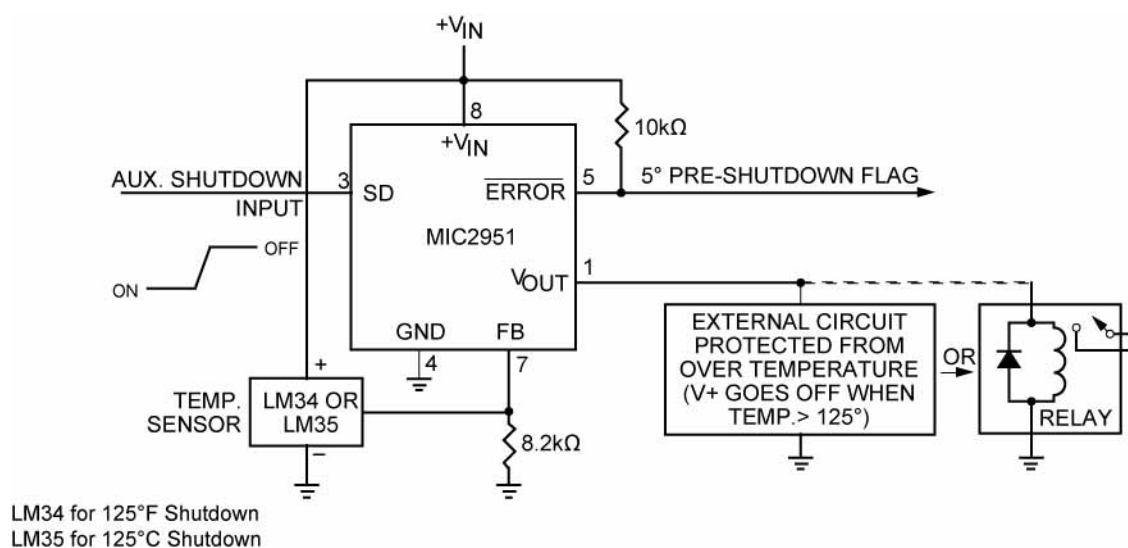 +VIN
8
+VIN
10kΩ
AUX. SHUTDOWN
INPUT
3
SD
ERROR
5
5° PRE-SHUTDOWN FLAG
MIC2951
OFF
ON
VOUT
1
GND
4
FB
7
EXTERNAL CIRCUIT
PROTECTED FROM
OVER TEMPERATURE
(V+ GOES OFF WHEN
TEMP.> 125°)
OR
RELAY
+
TEMP.
SENSOR
LM34 OR
LM35
−
8.2kΩ
LM34 for 125°F Shutdown
LM35 for 125°C Shutdown